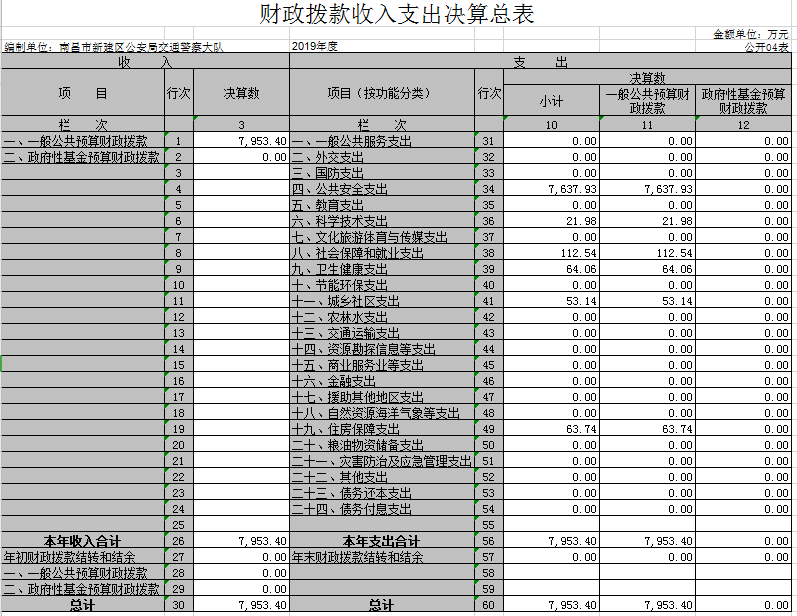 财政拨款收入支出决算总表
金额单位：万元
编制单位：南昌市新建区公安局交通警察大队 2019年度 公开04表
收 入 支 出
项 目 行次 决算数 项目（按功能分类） 行次 决算数
小计 一般公共预算财政拨款 政府性基金预算财政拨款
栏 次 3 栏 次 10 11 12
一、一般公共预算财政拨款 1 7,953.40 一、一般公共服务支出 31 0.00 0.00 0.00
二、政府性基金预算财政拨款 2 0.00 二、外交支出 32 0.00 0.00 0.00
3 三、国防支出 33 0.00 0.00 0.00
4 四、公共安全支出 34 7,637.93 7,637.93 0.00
5 五、教育支出 35 0.00 0.00 0.00
6 六、科学技术支出 36 21.98 21.98 0.00
7 七、文化旅游体育与传媒支出 37 0.00 0.00 0.00
8 八、社会保障和就业支出 38 112.54 112.54 0.00
9 九、卫生健康支出 39 64.06 64.06 0.00
10 十、节能环保支出 40 0.00 0.00 0.00
11 十一、城乡社区支出 41 53.14 53.14 0.00
12 十二、农林水支出 42 0.00 0.00 0.00
13 十三、交通运输支出 43 0.00 0.00 0.00
14 十四、资源勘探信息等支出 44 0.00 0.00 0.00
15 十五、商业服务业等支出 45 0.00 0.00 0.00
16 十六、金融支出 46 0.00 0.00 0.00
17 十七、援助其他地区支出 47 0.00 0.00 0.00
18 十八、自然资源海洋气象等支出 48 0.00 0.00 0.00
19 十九、住房保障支出 49 63.74 63.74 0.00
20 二十、粮油物资储备支出 50 0.00 0.00 0.00
21 二十一、灾害防治及应急管理支出 51 0.00 0.00 0.00
22 二十二、其他支出 52 0.00 0.00 0.00
23 二十三、债务还本支出 53 0.00 0.00 0.00
24 二十四、债务付息支出 54 0.00 0.00 0.00
25 55
本年收入合计 26 7,953.40 本年支出合计 56 7,953.40 7,953.40 0.00
年初财政拨款结转和结余 27 0.00 年末财政拨款结转和结余 57 0.00 0.00 0.00
一、一般公共预算财政拨款 28 0.00 58
二、政府性基金预算财政拨款 29 0.00 59
总计 30 7,953.40 总计 60 7,953.40 7,953.40 0.00